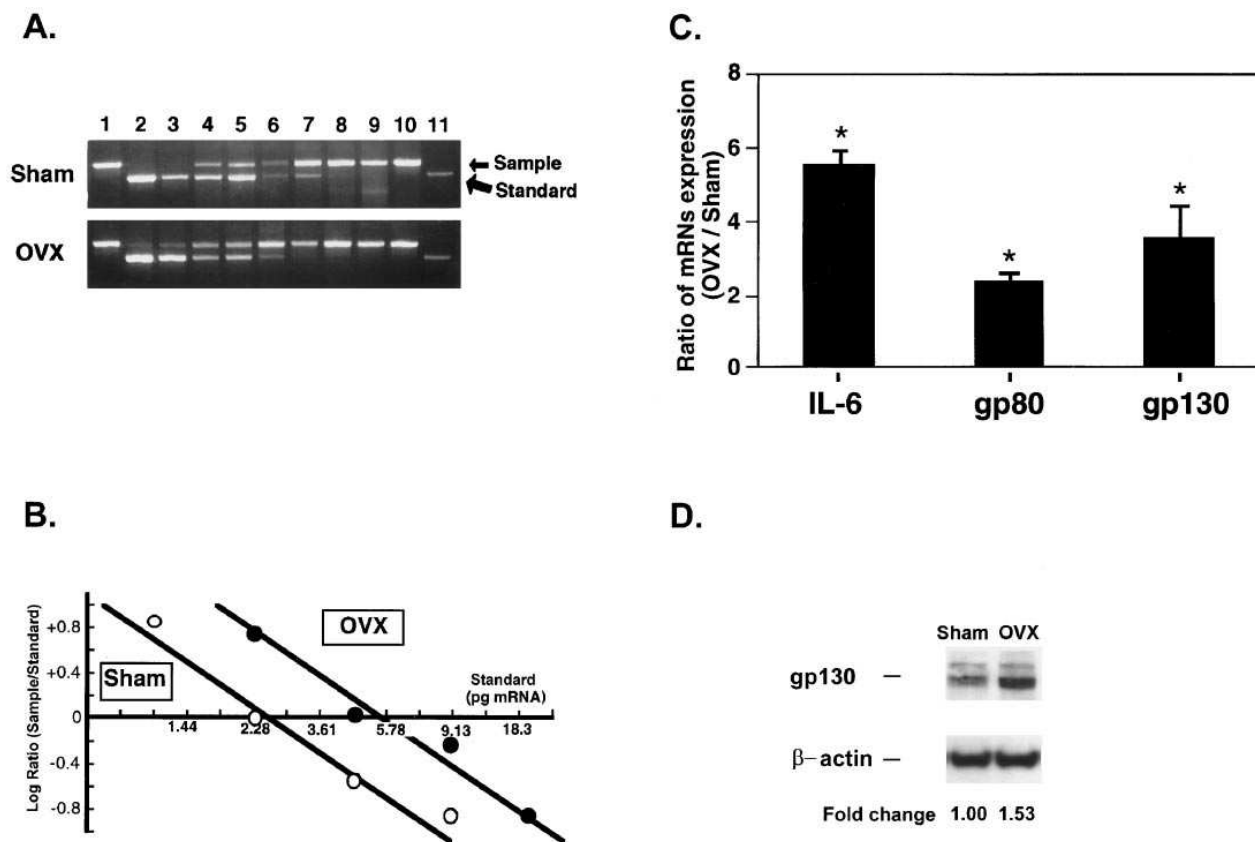 A.
1 2 3 4 5 6 7 8 9 10 11
Sham
Sample
Standard
OVX
B.
Log Ratio (Sample/Standard)
+0.8
+0.4
0
-0.4
-0.8
Sham
OVX
Standard
(pg mRNA)
1.44 2.28 3.61 5.78 9.13 18.3
C.
Ratio of mRNs expression
(OVX / Sham)
8
6
4
2
0
* * *
IL-6 gp80 gp130
D.
Sham OVX
gp130 —
β-actin —
Fold change 1.00 1.53